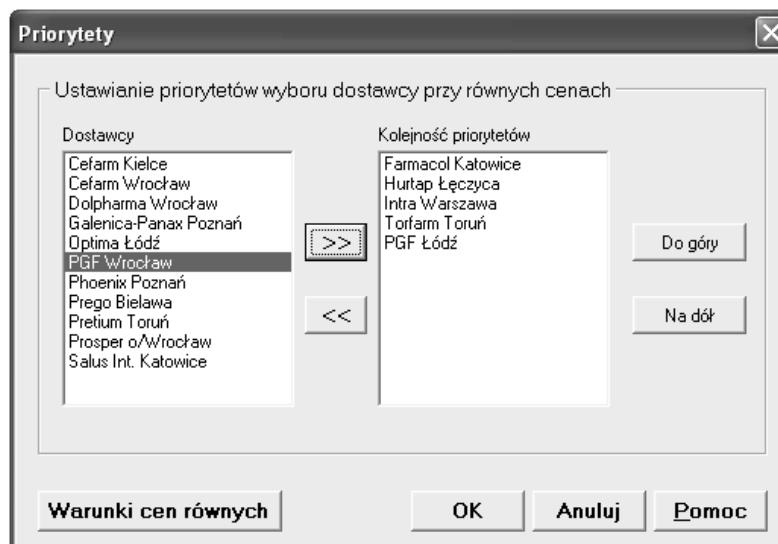 Priorytety
Ustawianie priorytetów wyboru dostawcy przy równych cenach
Dostawcy
Cefarm Kielce
Cefarm Wrocław
Dolpharma Wrocław
Galenica-Panax Poznań
Optima Łódź
PGF Wrocław
Phoenix Poznań
Prego Bielawa
Pretium Toruń
Prosper o/Wrocław
Salus Int. Katowice
>>
<<
Kolejność priorytetów
Farmacol Katowice
Hurtap Łęczyca
Intra Warszawa
Torfarm Toruń
PGF Łódź
Do góry
Na dół
Warunki cen równych
OK
Anuluj
Pomoc